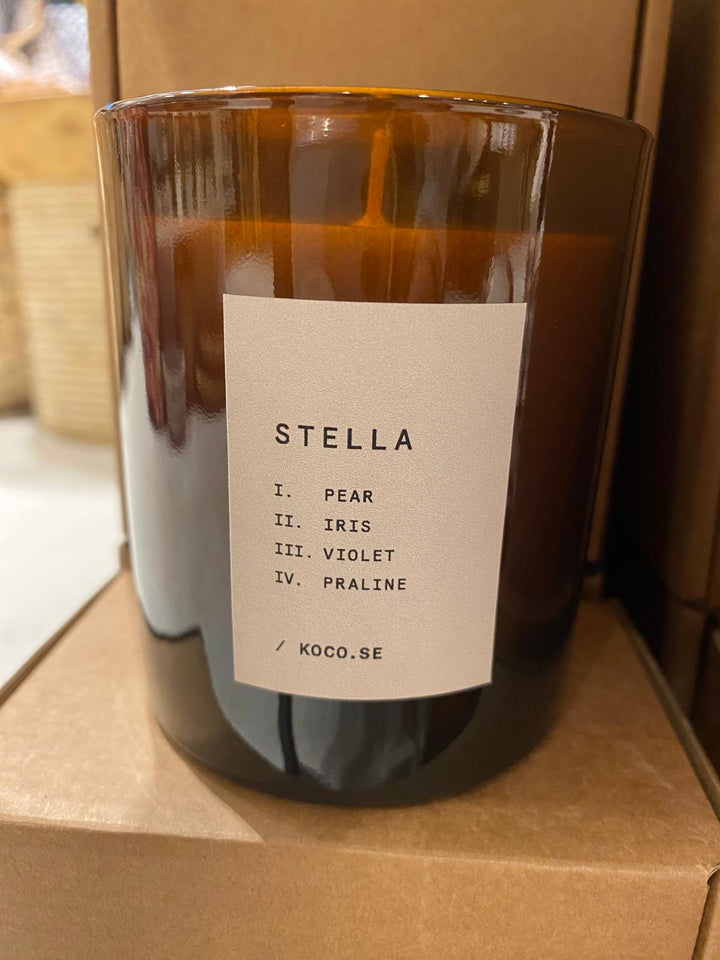 STELLA
I. PEAR
II. IRIS
III. VIOLET
IV. PRALINE
/ KOCO.SE